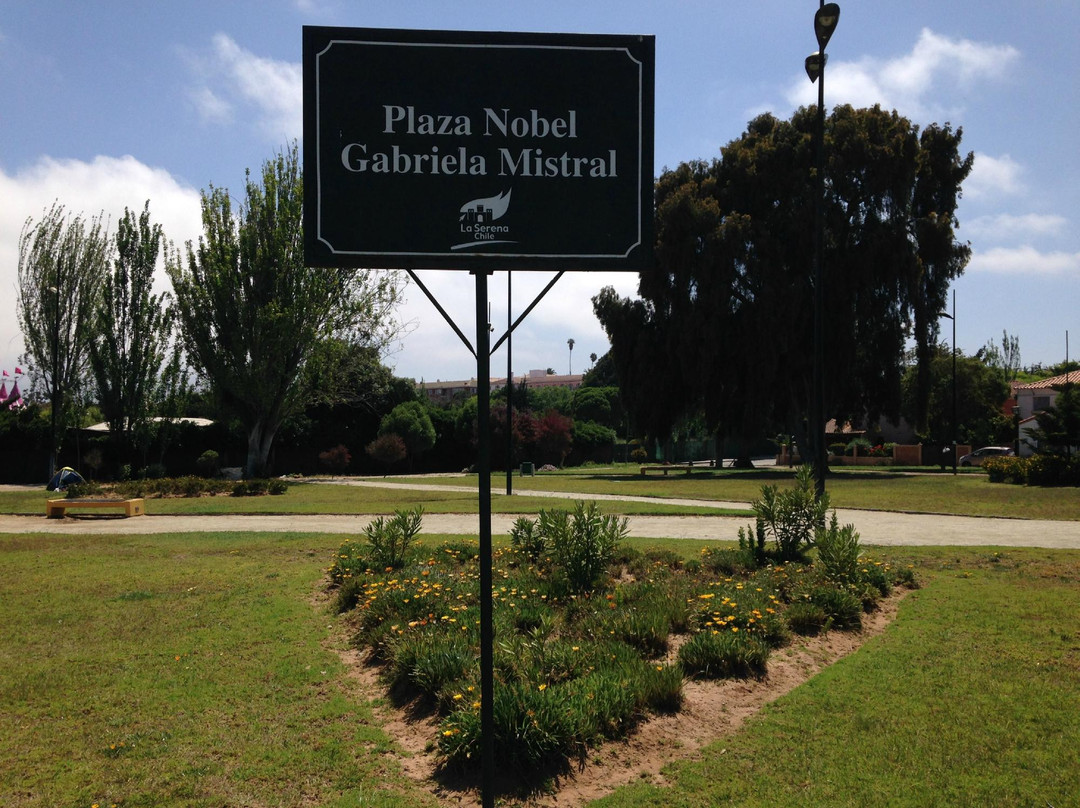 Plaza Nobel
Gabriela Mistral
La Serena
Chile